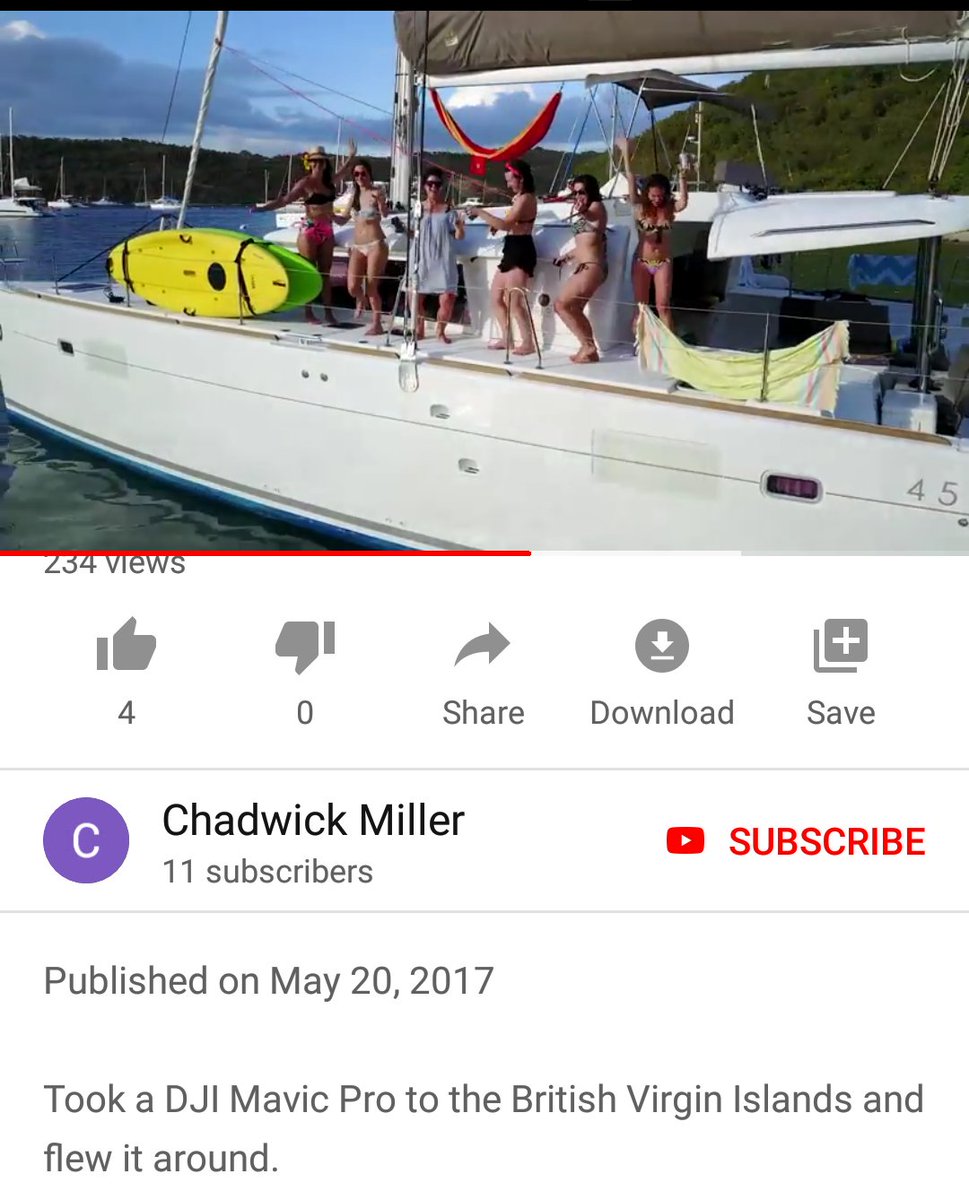 45
234 views
4
0
Share
Download
Save
C
Chadwick Miller
11 subscribers
SUBSCRIBE
Published on May 20, 2017
Took a DJI Mavic Pro to the British Virgin Islands and
flew it around.